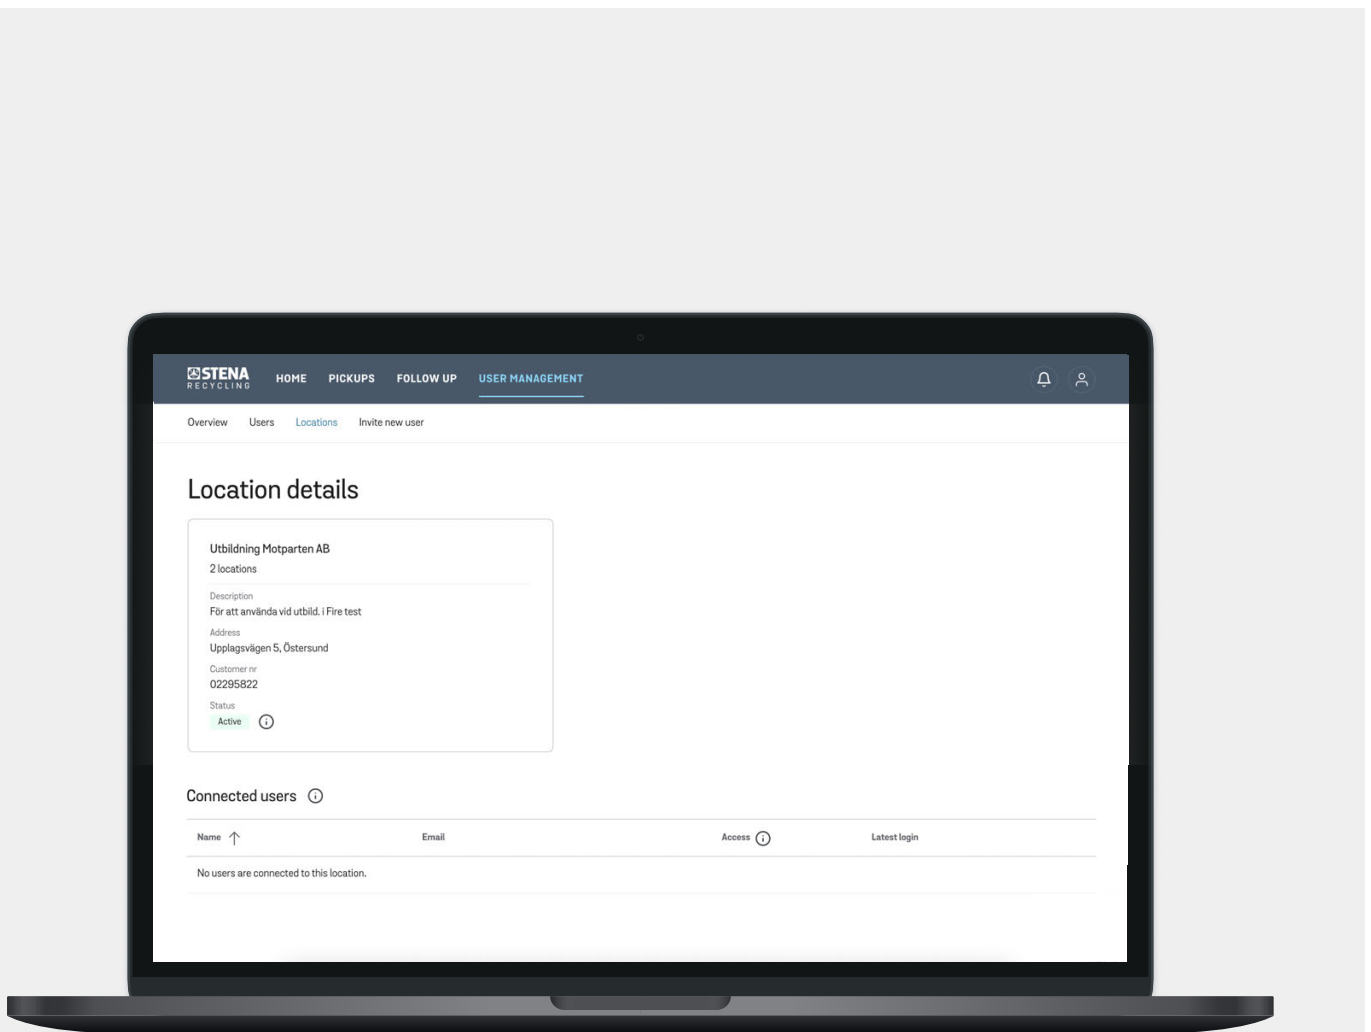 STENA
RECYCLING
HOME PICKUPS FOLLOW UP USER MANAGEMENT
Overview Users Locations Invite new user
Location details
Utbildning Motparten AB
2 locations
Description
För att använda vid utbild. i Fire test
Address
Upplagsvägen 5, Östersund
Customer nr
02295822
Status
Active
Connected users
Name Email Access Latest login
No users are connected to this location.